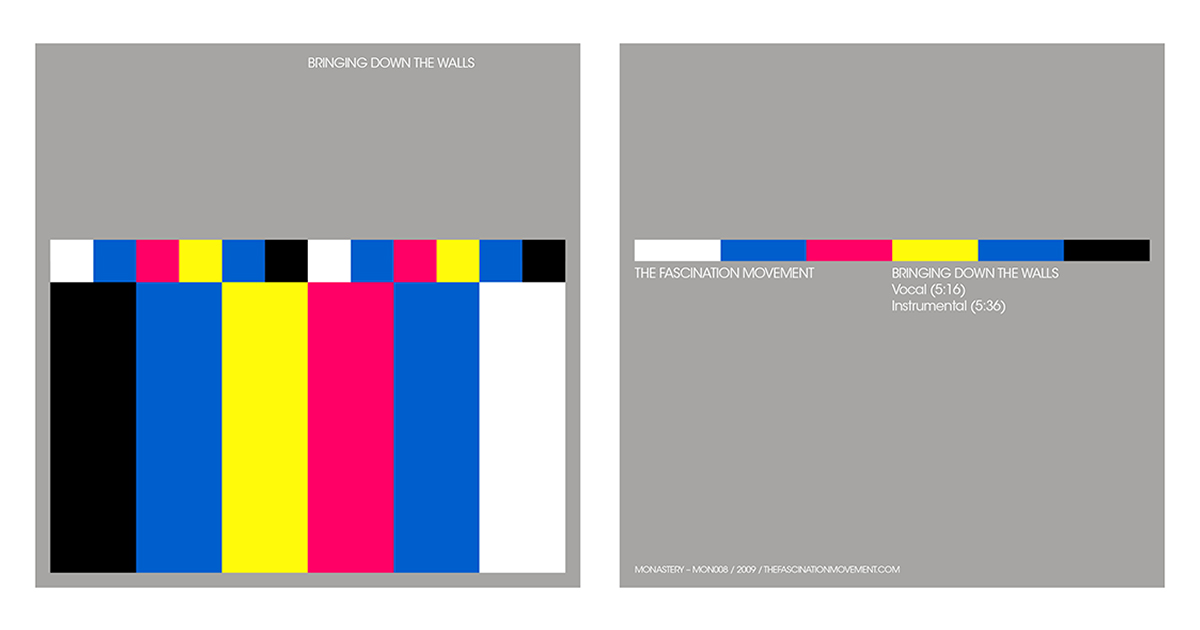 BRINGING DOWN THE WALLS
THE FASCINATION MOVEMENT
BRINGING DOWN THE WALLS
Vocal (5:16)
Instrumental (5:36)
MONASTERY – MON008 / 2009 / THEFASCINATIONMOVEMENT.COM